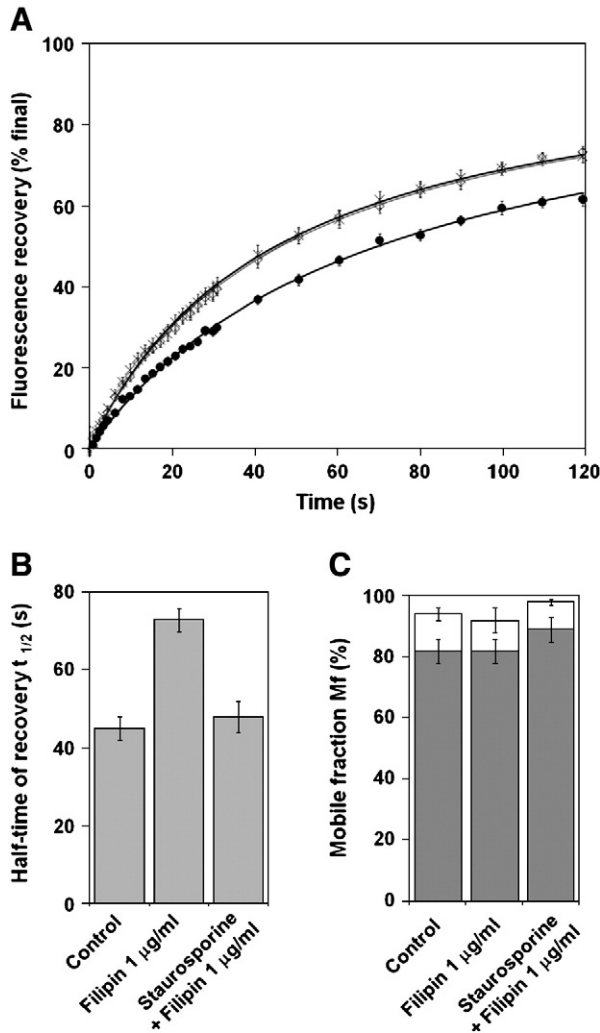 A
Fluorescence recovery (% final)
100
80
60
40
20
0
0 20 40 60 80 100 120
Time (s)
B
Half-time of recovery t 1/2 (s)
80
60
40
20
0
Control
Filipin 1 μg/ml
Staurosporine
+ Filipin 1 μg/ml
C
Mobile fraction Mf (%)
100
80
60
40
20
0
Control
Filipin 1 μg/ml
Staurosporine
+ Filipin 1 μg/ml